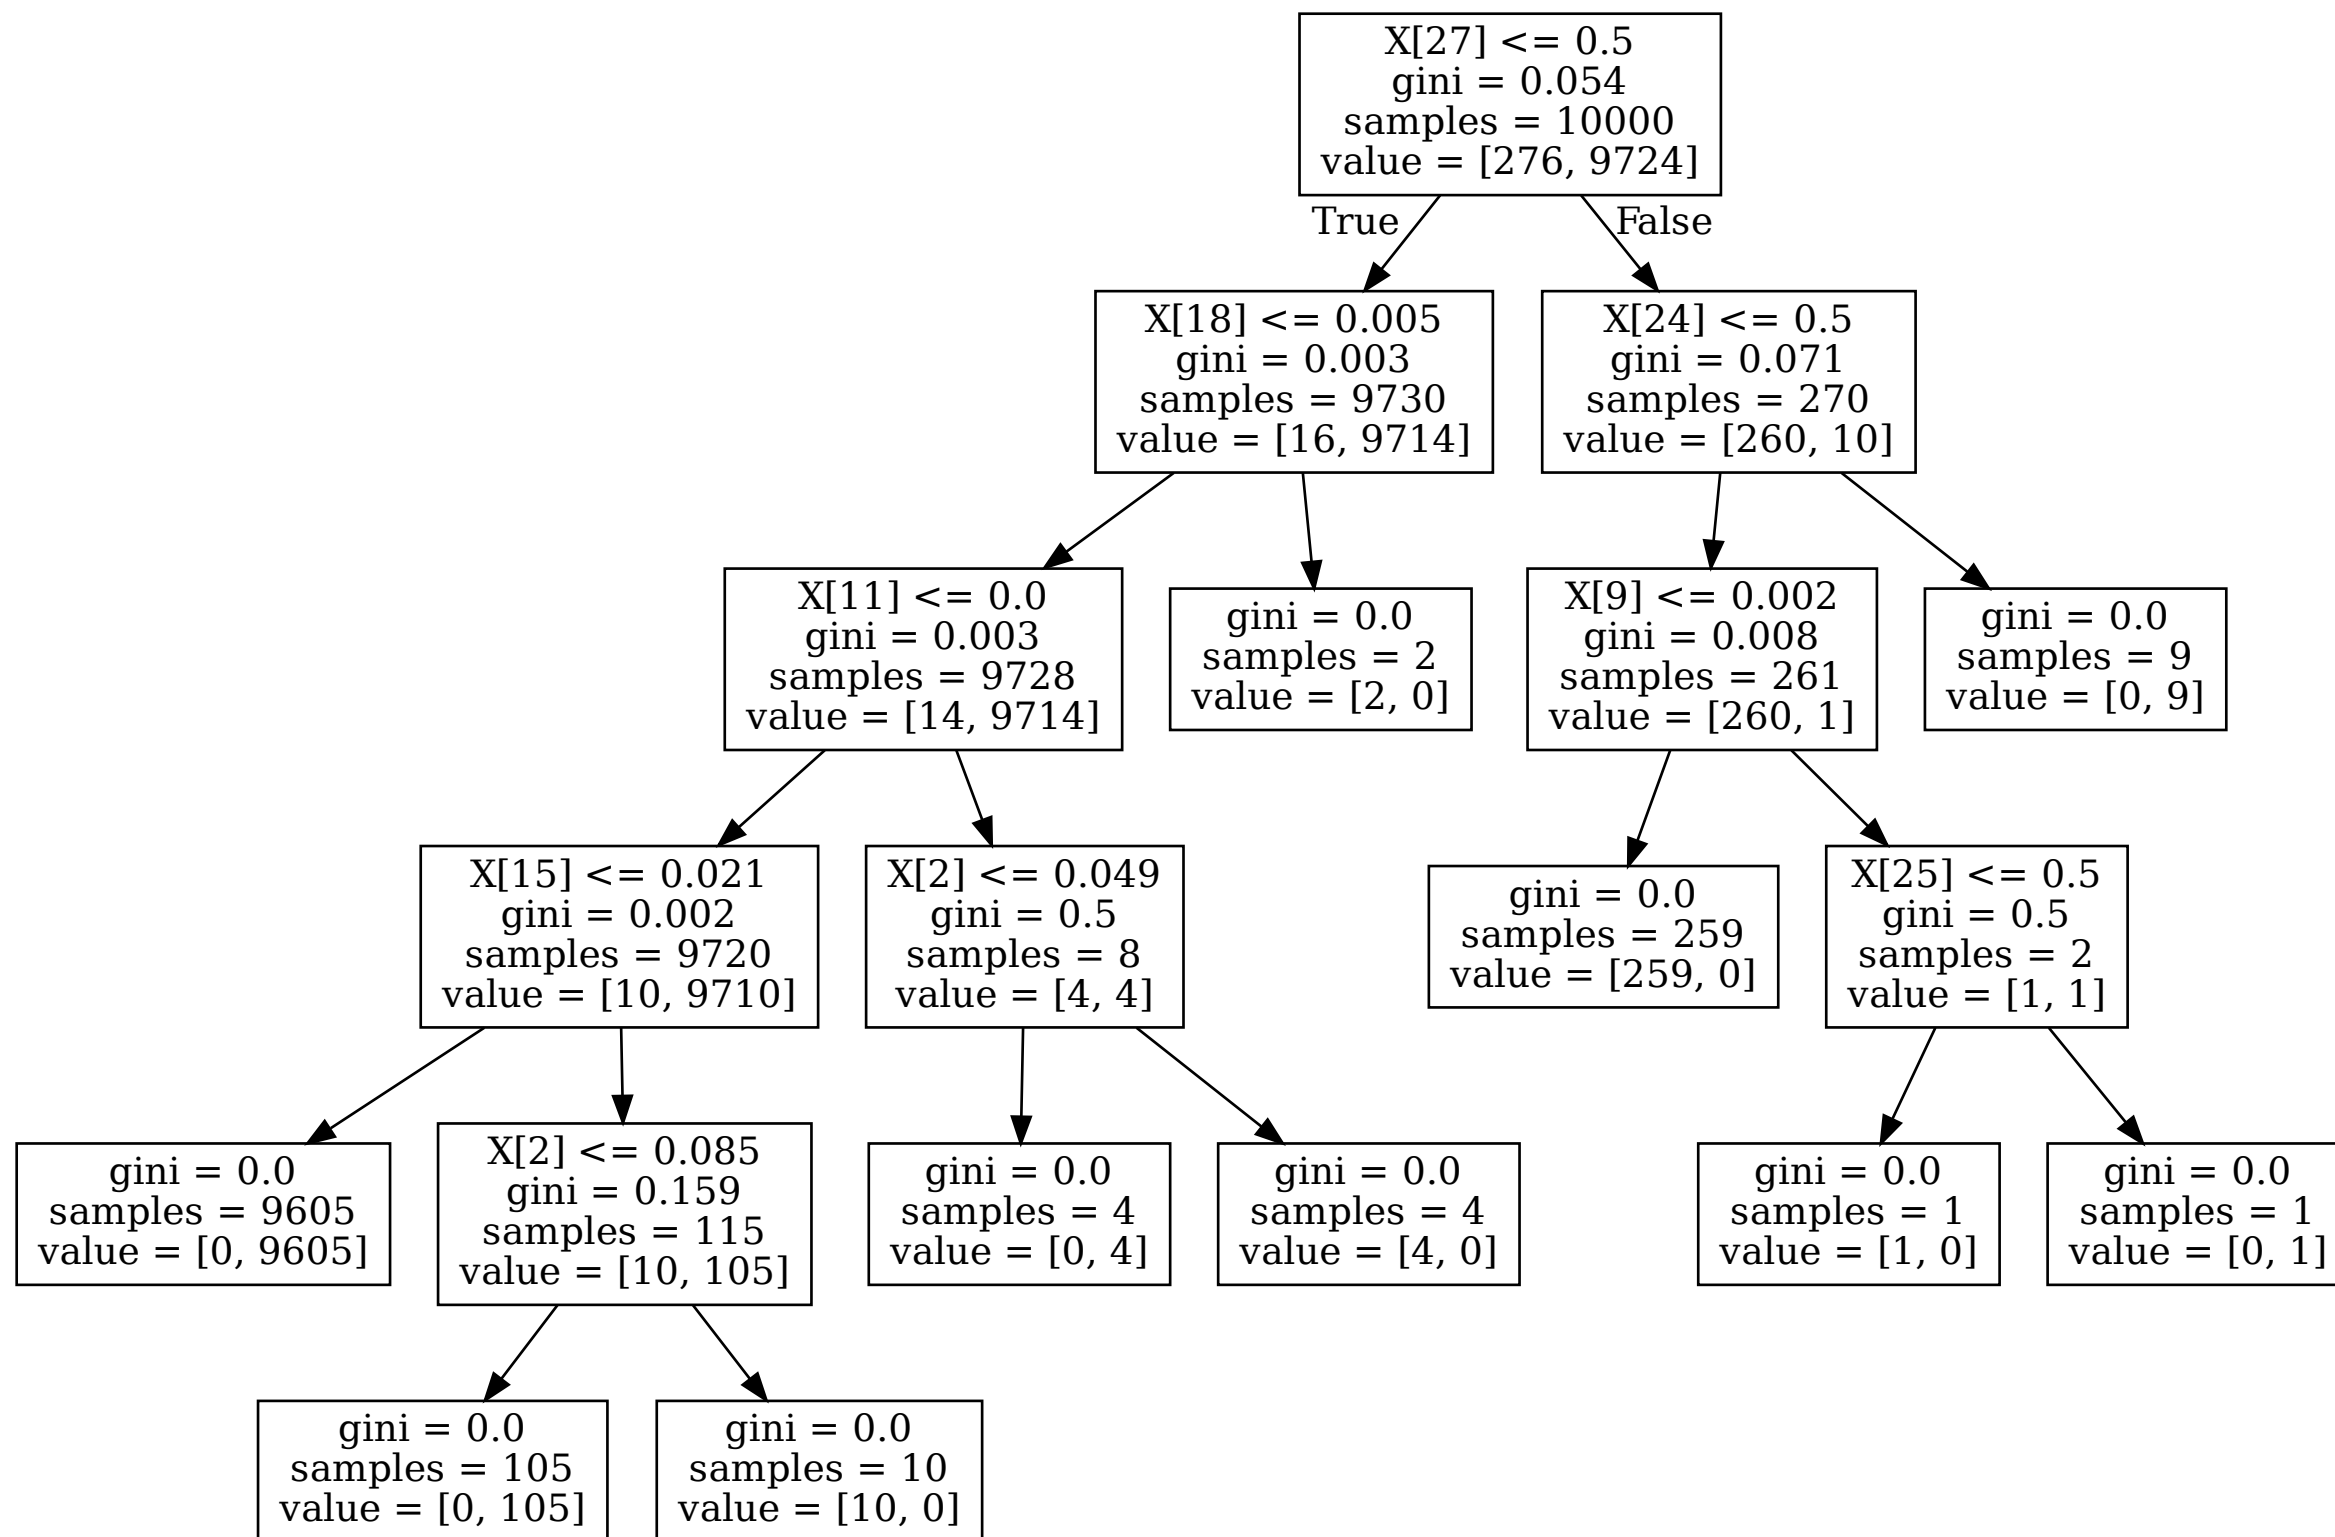 X[27] <= 0.5
gini = 0.054
samples = 10000
value = [276, 9724]
True
False
X[18] <= 0.005
gini = 0.003
samples = 9730
value = [16, 9714]
X[24] <= 0.5
gini = 0.071
samples = 270
value = [260, 10]
X[11] <= 0.0
gini = 0.003
samples = 9728
value = [14, 9714]
gini = 0.0
samples = 2
value = [2, 0]
X[9] <= 0.002
gini = 0.008
samples = 261
value = [260, 1]
gini = 0.0
samples = 9
value = [0, 9]
X[15] <= 0.021
gini = 0.002
samples = 9720
value = [10, 9710]
X[2] <= 0.049
gini = 0.5
samples = 8
value = [4, 4]
gini = 0.0
samples = 259
value = [259, 0]
X[25] <= 0.5
gini = 0.5
samples = 2
value = [1, 1]
gini = 0.0
samples = 9605
value = [0, 9605]
X[2] <= 0.085
gini = 0.159
samples = 115
value = [10, 105]
gini = 0.0
samples = 4
value = [0, 4]
gini = 0.0
samples = 4
value = [4, 0]
gini = 0.0
samples = 1
value = [1, 0]
gini = 0.0
samples = 1
value = [0, 1]
gini = 0.0
samples = 105
value = [0, 105]
gini = 0.0
samples = 10
value = [10, 0]